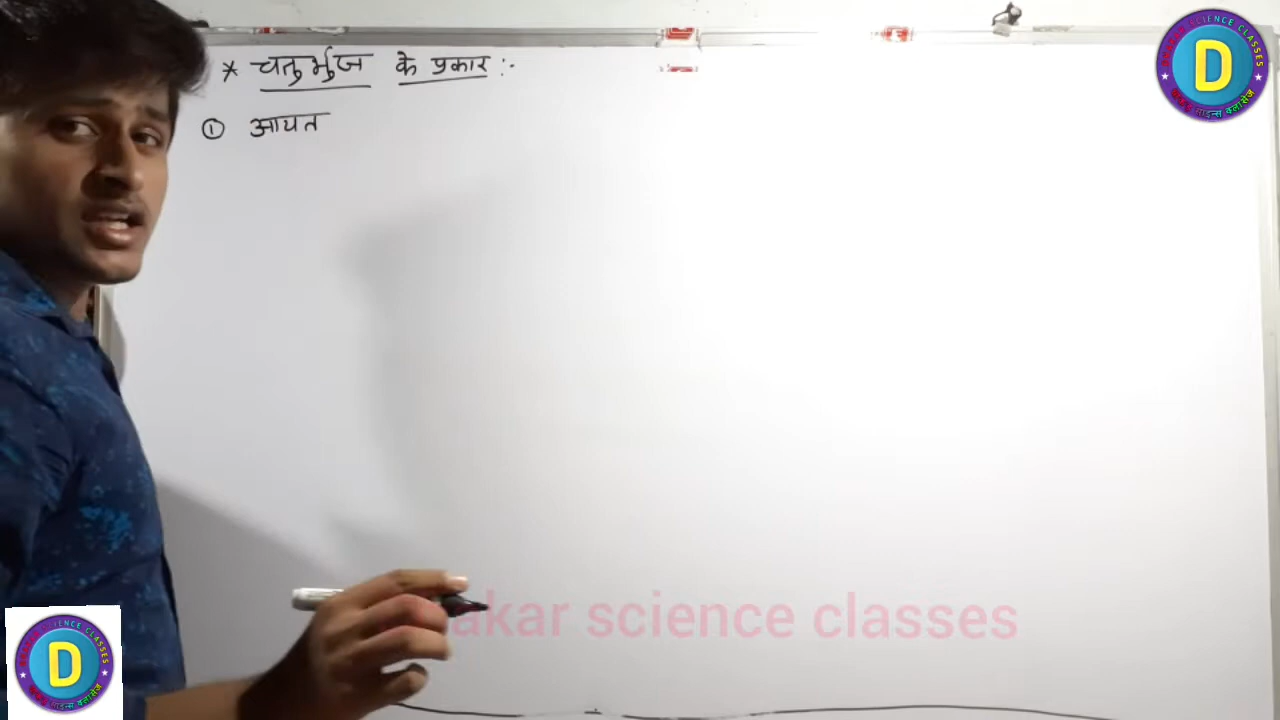 * चतुर्भुज के प्रकार :-
① आयत
D
akar science classes
D